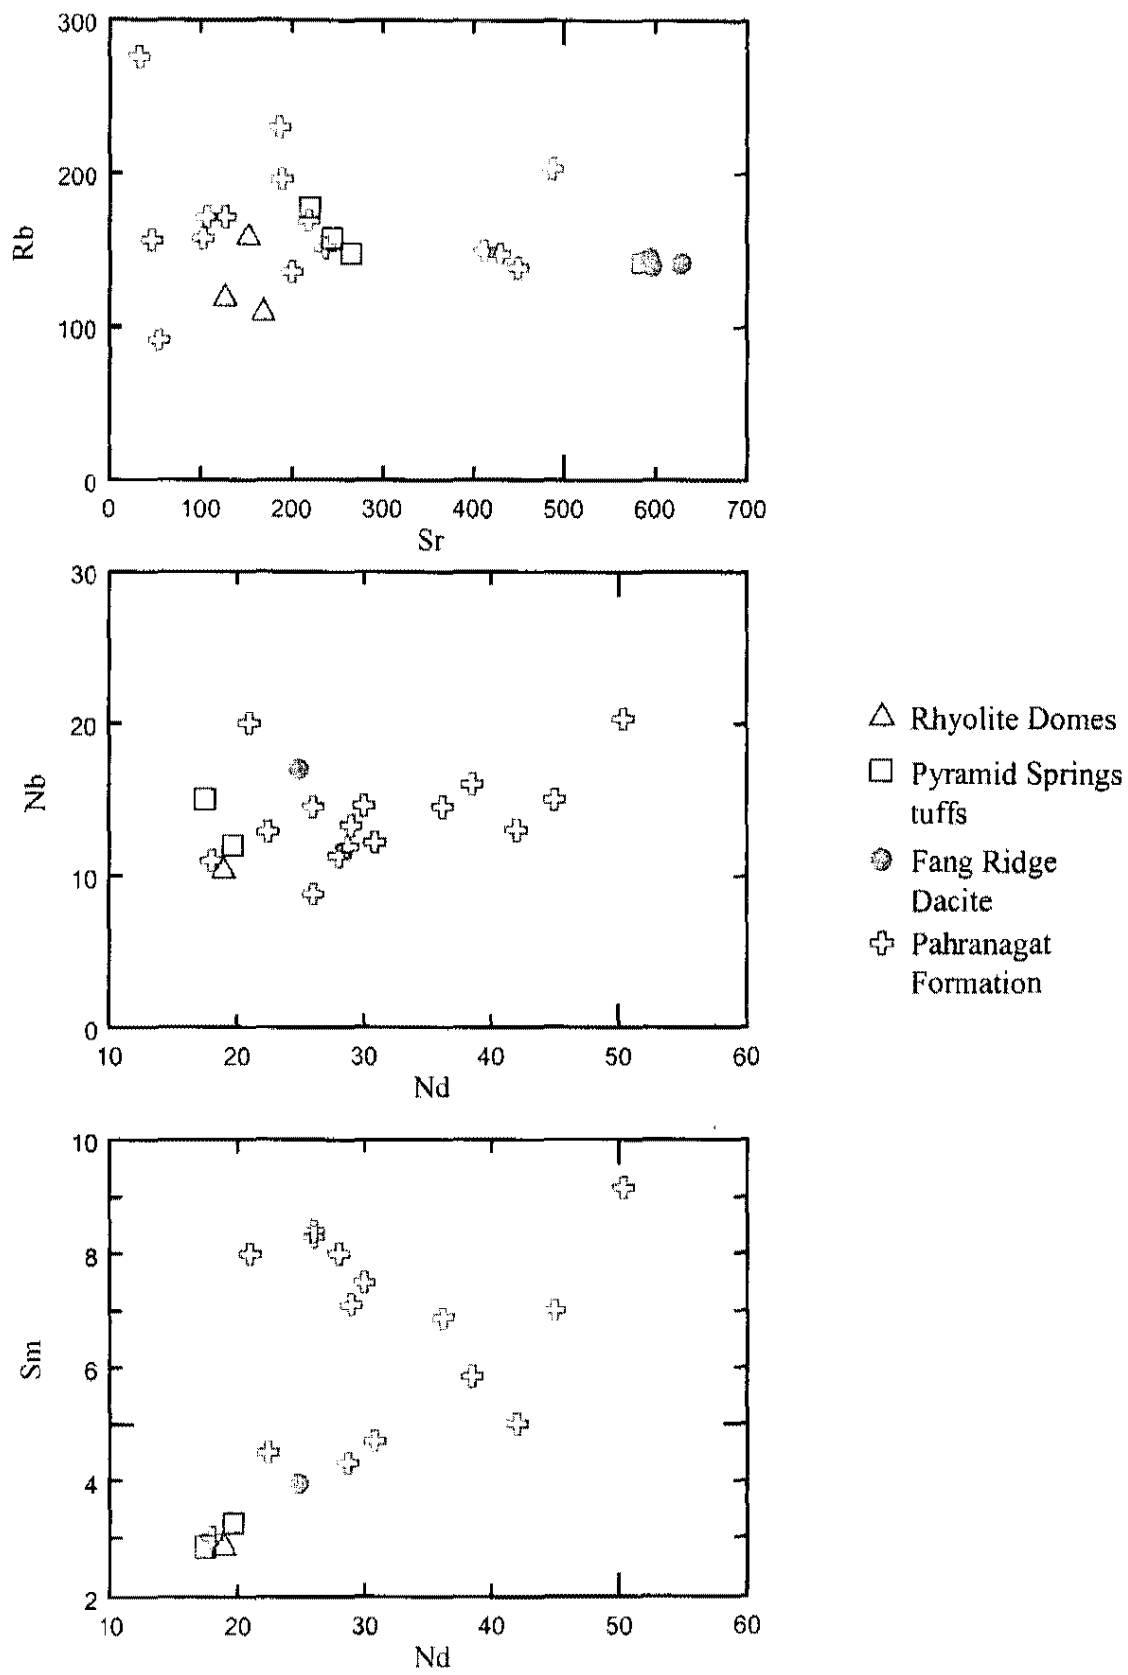 300
200
100
0
Rb
0 100 200 300 400 500 600 700
Sr
30
20
10
0
Nb
10 20 30 40 50 60
Nd
Rhyolite Domes
Pyramid Springs
tuffs
Fang Ridge
Dacite
Pahranagat
Formation
10
8
6
4
2
Sm
10 20 30 40 50 60
Nd